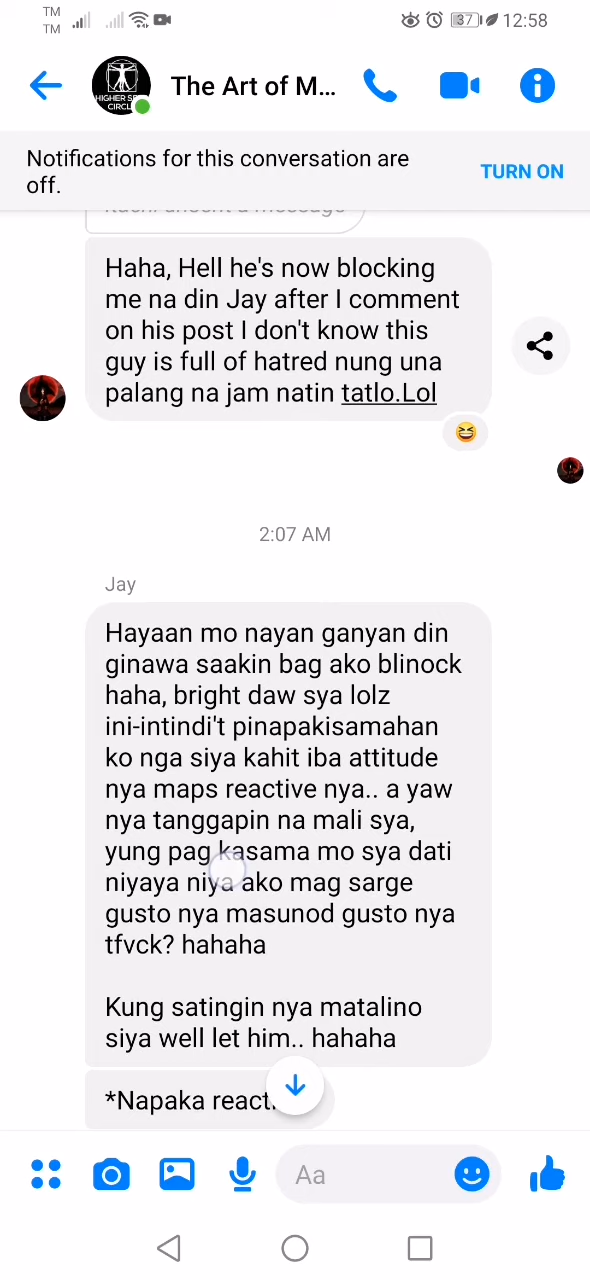 TM
TM
37
12:58
HIGHER SE
CIRCL
The Art of M...
Notifications for this conversation are
off.
TURN ON
unsent a message
Haha, Hell he's now blocking
me na din Jay after I comment
on his post I don't know this
guy is full of hatred nung una
palang na jam natin tatlo.Lol
2:07 AM
Jay
Hayaan mo nayan ganyan din
ginawa saakin bag ako blinock
haha, bright daw sya lolz
ini-intindi't pinapakisamahan
ko nga siya kahit iba attitude
nya maps reactive nya.. a yaw
nya tanggapin na mali sya,
yung pag kasama mo sya dati
niyaya niya ako mag sarge
gusto nya masunod gusto nya
tfvck? hahaha
Kung satingin nya matalino
siya well let him.. hahaha
*Napaka react
Aa